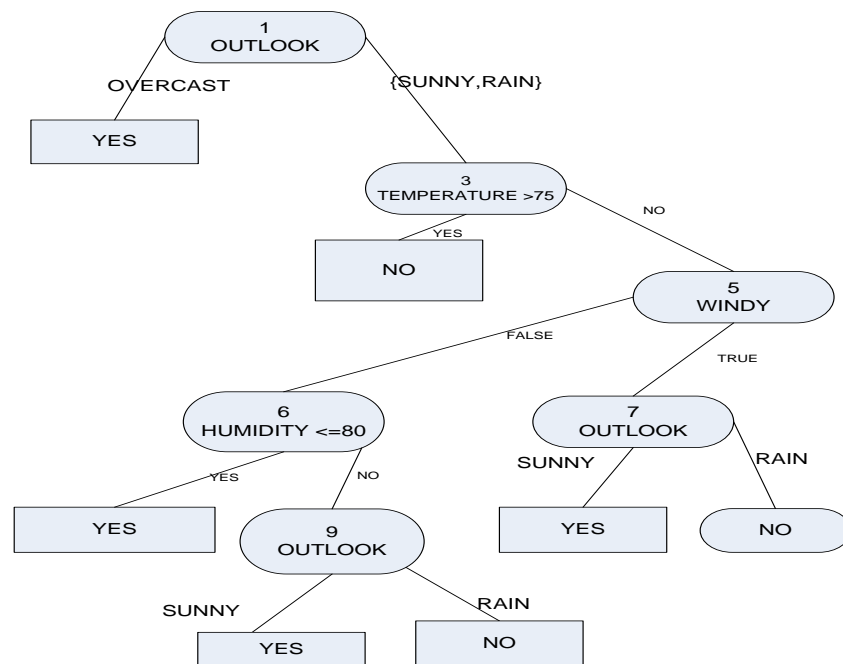 1
OUTLOOK
OVERCAST
{SUNNY,RAIN}
YES
3
TEMPERATURE >75
YES
NO
NO
5
WINDY
FALSE
TRUE
6
HUMIDITY <=80
7
OUTLOOK
YES
NO
SUNNY
RAIN
YES
9
OUTLOOK
YES
NO
SUNNY
RAIN
YES
NO